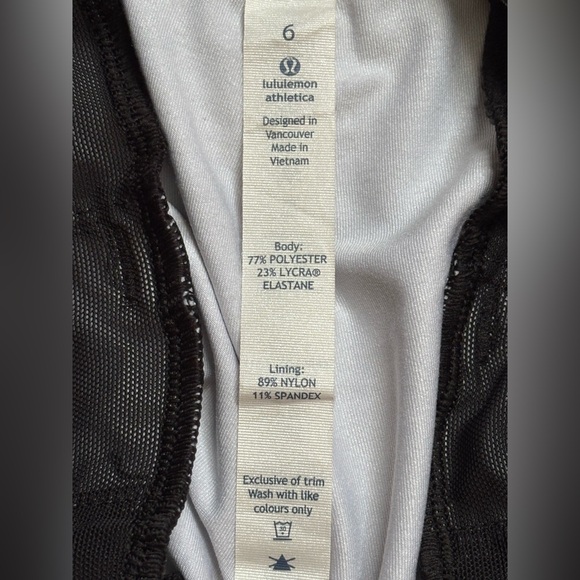 6
lululemon
athletica
Designed in
Vancouver
Made in
Vietnam
Body:
77% POLYESTER
23% LYCRA®
ELASTANE
Lining:
89% NYLON
11% SPANDEX
Exclusive of trim
Wash with like
colours only
30